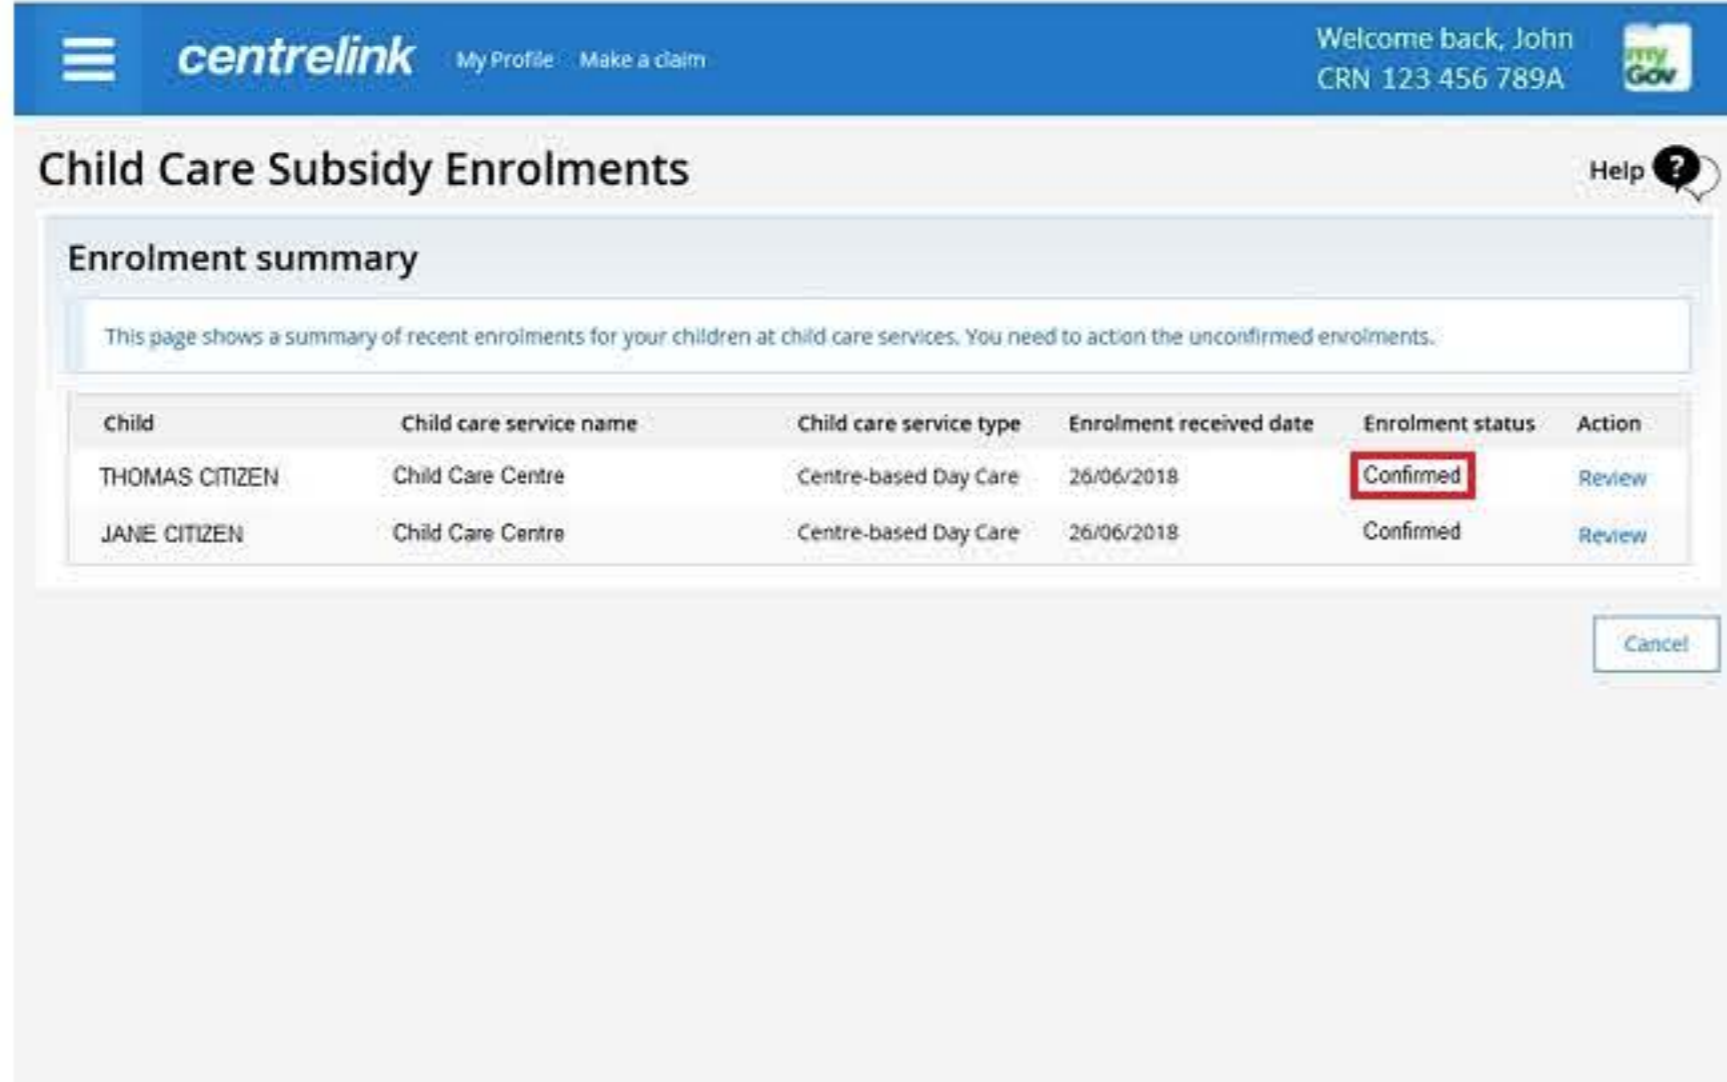 centrelink My Profile Make a claim Welcome back, John
CRN 123 456 789A
my
Gov
Child Care Subsidy Enrolments
Help ?
Enrolment summary
This page shows a summary of recent enrolments for your children at child care services. You need to action the unconfirmed enrolments.
Child Child care service name Child care service type Enrolment received date Enrolment status Action
THOMAS CITIZEN Child Care Centre Centre-based Day Care 26/06/2018 Confirmed Review
JANE CITIZEN Child Care Centre Centre-based Day Care 26/06/2018 Confirmed Review
Cancel